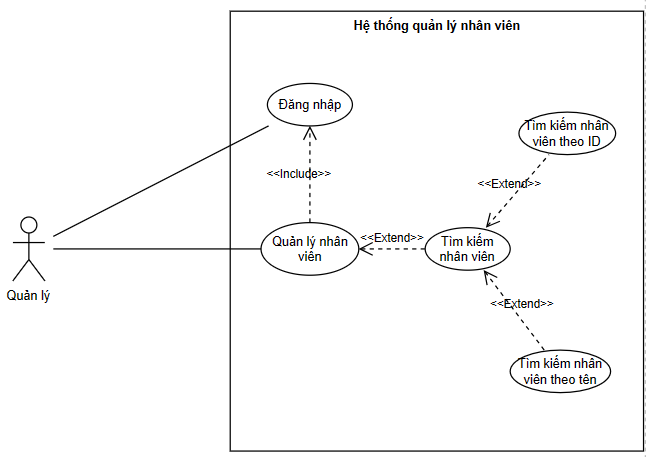 Hệ thống quản lý nhân viên
Đăng nhập
Tìm kiếm nhân
viên theo ID
<<Include>>
<<Extend>>
Quản lý nhân
viên
<<Extend>>
Tìm kiếm
nhân viên
Quản lý
<<Extend>>
Tìm kiếm nhân
viên theo tên